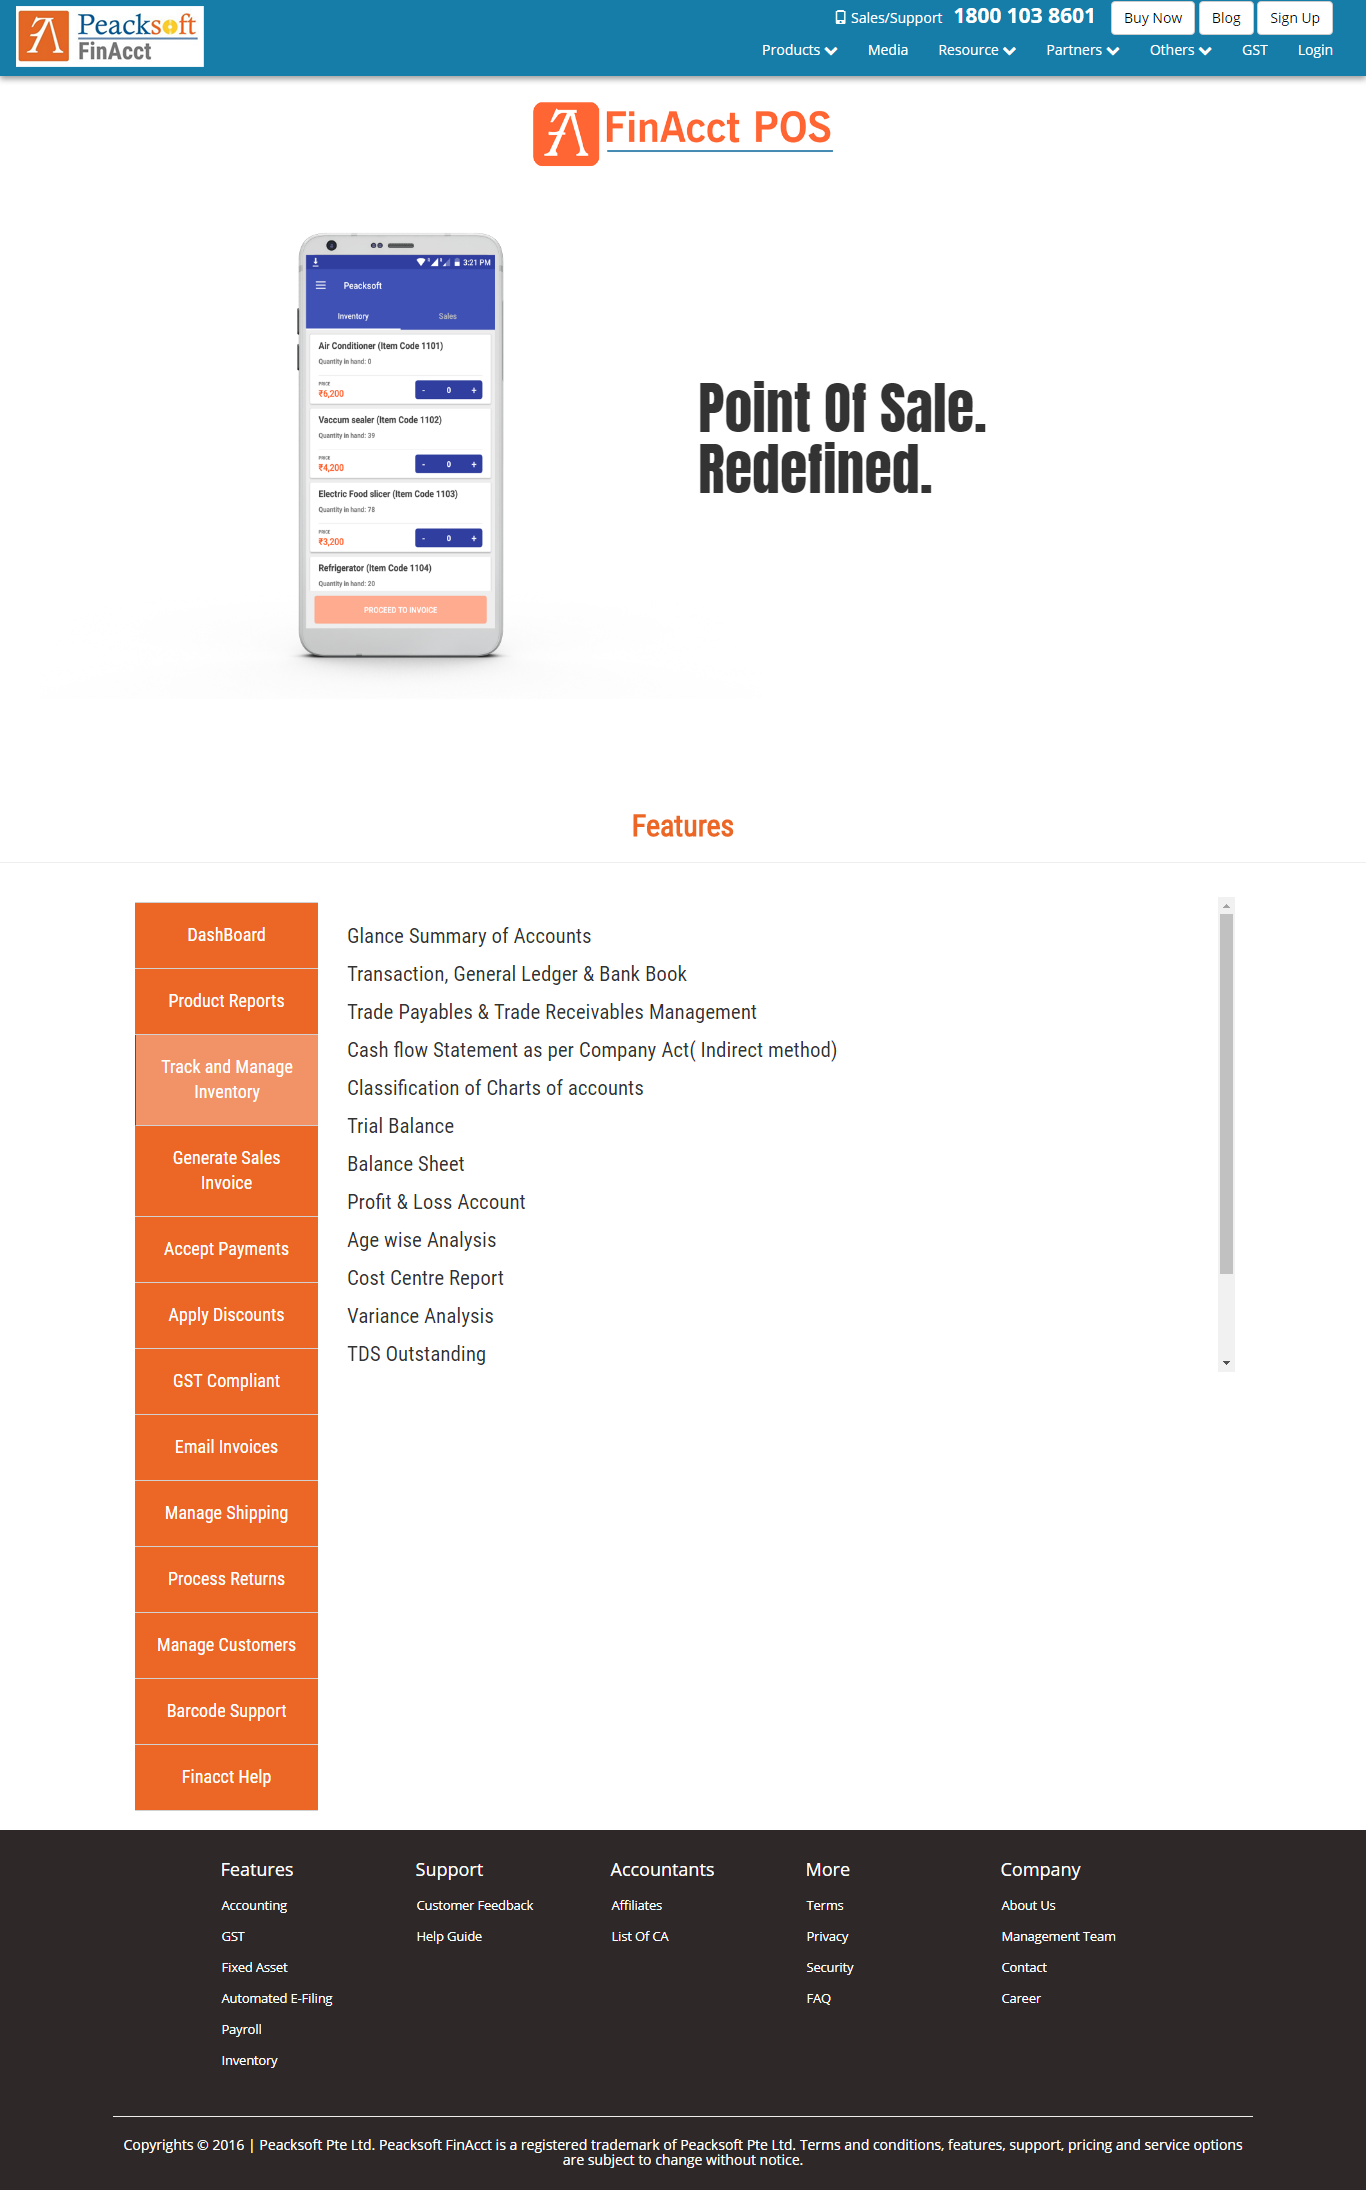 Peacksoft
FinAcct
Sales/Support 1800 103 8601 Buy Now Blog Sign Up
Products Media Resource Partners Others GST Login
FinAcct POS
3:21 PM
Peacksoft
Inventory Sales
Air Conditioner (Item Code 1101)
Quantity in hand: 0
PRICE
₹6,200 - 0 +
Vaccum sealer (Item Code 1102)
Quantity in hand: 39
PRICE
₹4,200 - 0 +
Electric Food slicer (Item Code 1103)
Quantity in hand: 78
PRICE
₹3,200 - 0 +
Refrigerator (Item Code 1104)
Quantity in hand: 20
PROCEED TO INVOICE
Point Of Sale.
Redefined.
Features
DashBoard
Product Reports
Track and Manage
Inventory
Generate Sales
Invoice
Accept Payments
Apply Discounts
GST Compliant
Email Invoices
Manage Shipping
Process Returns
Manage Customers
Barcode Support
Finacct Help
Glance Summary of Accounts
Transaction, General Ledger & Bank Book
Trade Payables & Trade Receivables Management
Cash flow Statement as per Company Act( Indirect method)
Classification of Charts of accounts
Trial Balance
Balance Sheet
Profit & Loss Account
Age wise Analysis
Cost Centre Report
Variance Analysis
TDS Outstanding
Features
Accounting
GST
Fixed Asset
Automated E-Filing
Payroll
Inventory
Support
Customer Feedback
Help Guide
Accountants
Affiliates
List Of CA
More
Terms
Privacy
Security
FAQ
Company
About Us
Management Team
Contact
Career
Copyrights © 2016 | Peacksoft Pte Ltd. Peacksoft FinAcct is a registered trademark of Peacksoft Pte Ltd. Terms and conditions, features, support, pricing and service options
are subject to change without notice.